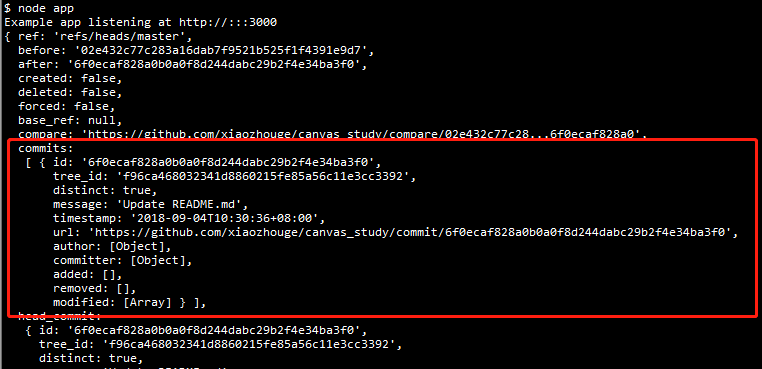 $ node app
Example app listening at http://:::3000
{ ref: 'refs/heads/master',
before: '02e432c77c283a16dab7f9521b525f1f4391e9d7',
after: '6f0ecaf828a0b0a0f8d244dabc29b2f4e34ba3f0',
created: false,
deleted: false,
forced: false,
base_ref: null,
compare: 'https://github.com/xiaozhouge/canvas_study/compare/02e432c77c28...6f0ecaf828a0',
commits:
[ { id: '6f0ecaf828a0b0a0f8d244dabc29b2f4e34ba3f0',
tree_id: 'f96ca468032341d8860215fe85a56c11e3cc3392',
distinct: true,
message: 'Update README.md',
timestamp: '2018-09-04T10:30:36+08:00',
url: 'https://github.com/xiaozhouge/canvas_study/commit/6f0ecaf828a0b0a0f8d244dabc29b2f4e34ba3f0',
author: [Object],
committer: [Object],
added: [],
removed: [],
modified: [Array] } ],
head_commit:
{ id: '6f0ecaf828a0b0a0f8d244dabc29b2f4e34ba3f0',
tree_id: 'f96ca468032341d8860215fe85a56c11e3cc3392',
distinct: true,